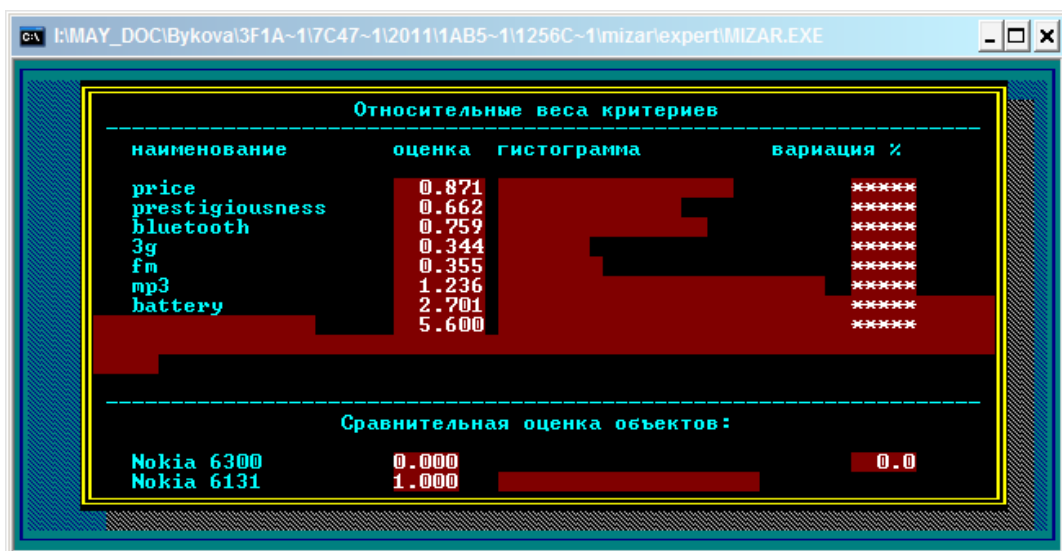 I:\MAY_DOC\Bykova\3F1A~1\7C47~1\2011\1AB5~1\1256C~1\mizar\expert\MIZAR.EXE
Относительные веса критериев
наименование оценка гистограмма вариация %
price 0.871 *****
prestigiousness 0.662 *****
bluetooth 0.759 *****
3g 0.344 *****
fm 0.355 *****
mp3 1.236 *****
battery 2.701 *****
5.600 *****
Сравнительная оценка объектов:
Nokia 6300 0.000 0.0
Nokia 6131 1.000